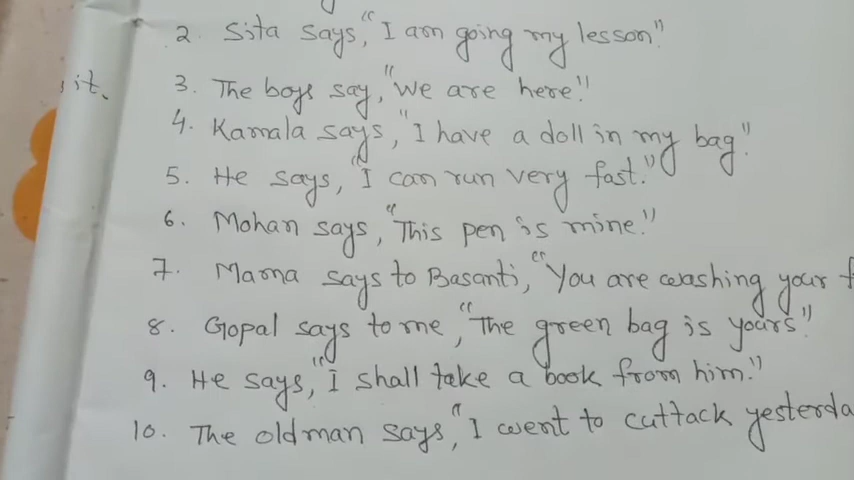 2. Sita says, "I am going my lesson."
it.
3. The boys say, "We are here."
4. Kamala says, "I have a doll in my bag."
5. He says, "I can run very fast."
6. Mohan says, "This pen is mine."
7. Mama says to Basanti, "You are washing your
8. Gopal says to me, "The green bag is yours."
9. He says, "I shall take a book from him."
10. The oldman says, "I went to cuttack yesterda